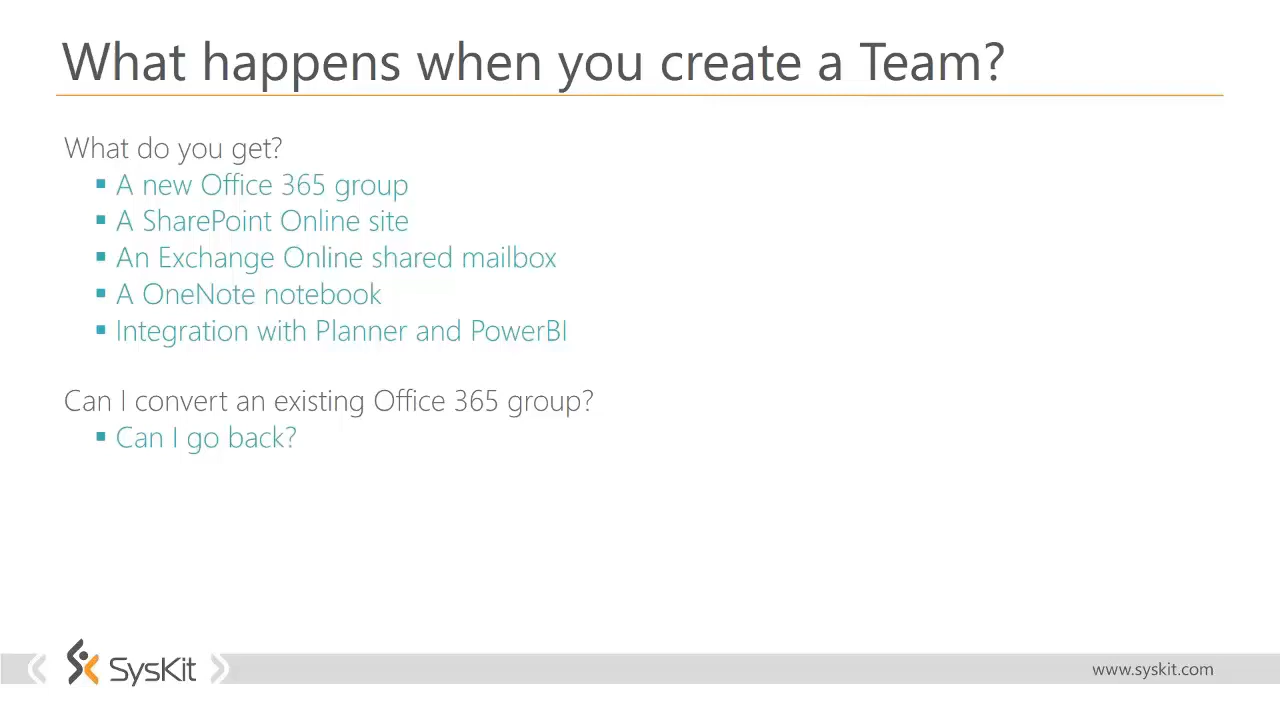 What happens when you create a Team?
What do you get?
A new Office 365 group
A SharePoint Online site
An Exchange Online shared mailbox
A OneNote notebook
Integration with Planner and PowerBI
Can I convert an existing Office 365 group?
Can I go back?
SysKit
www.syskit.com